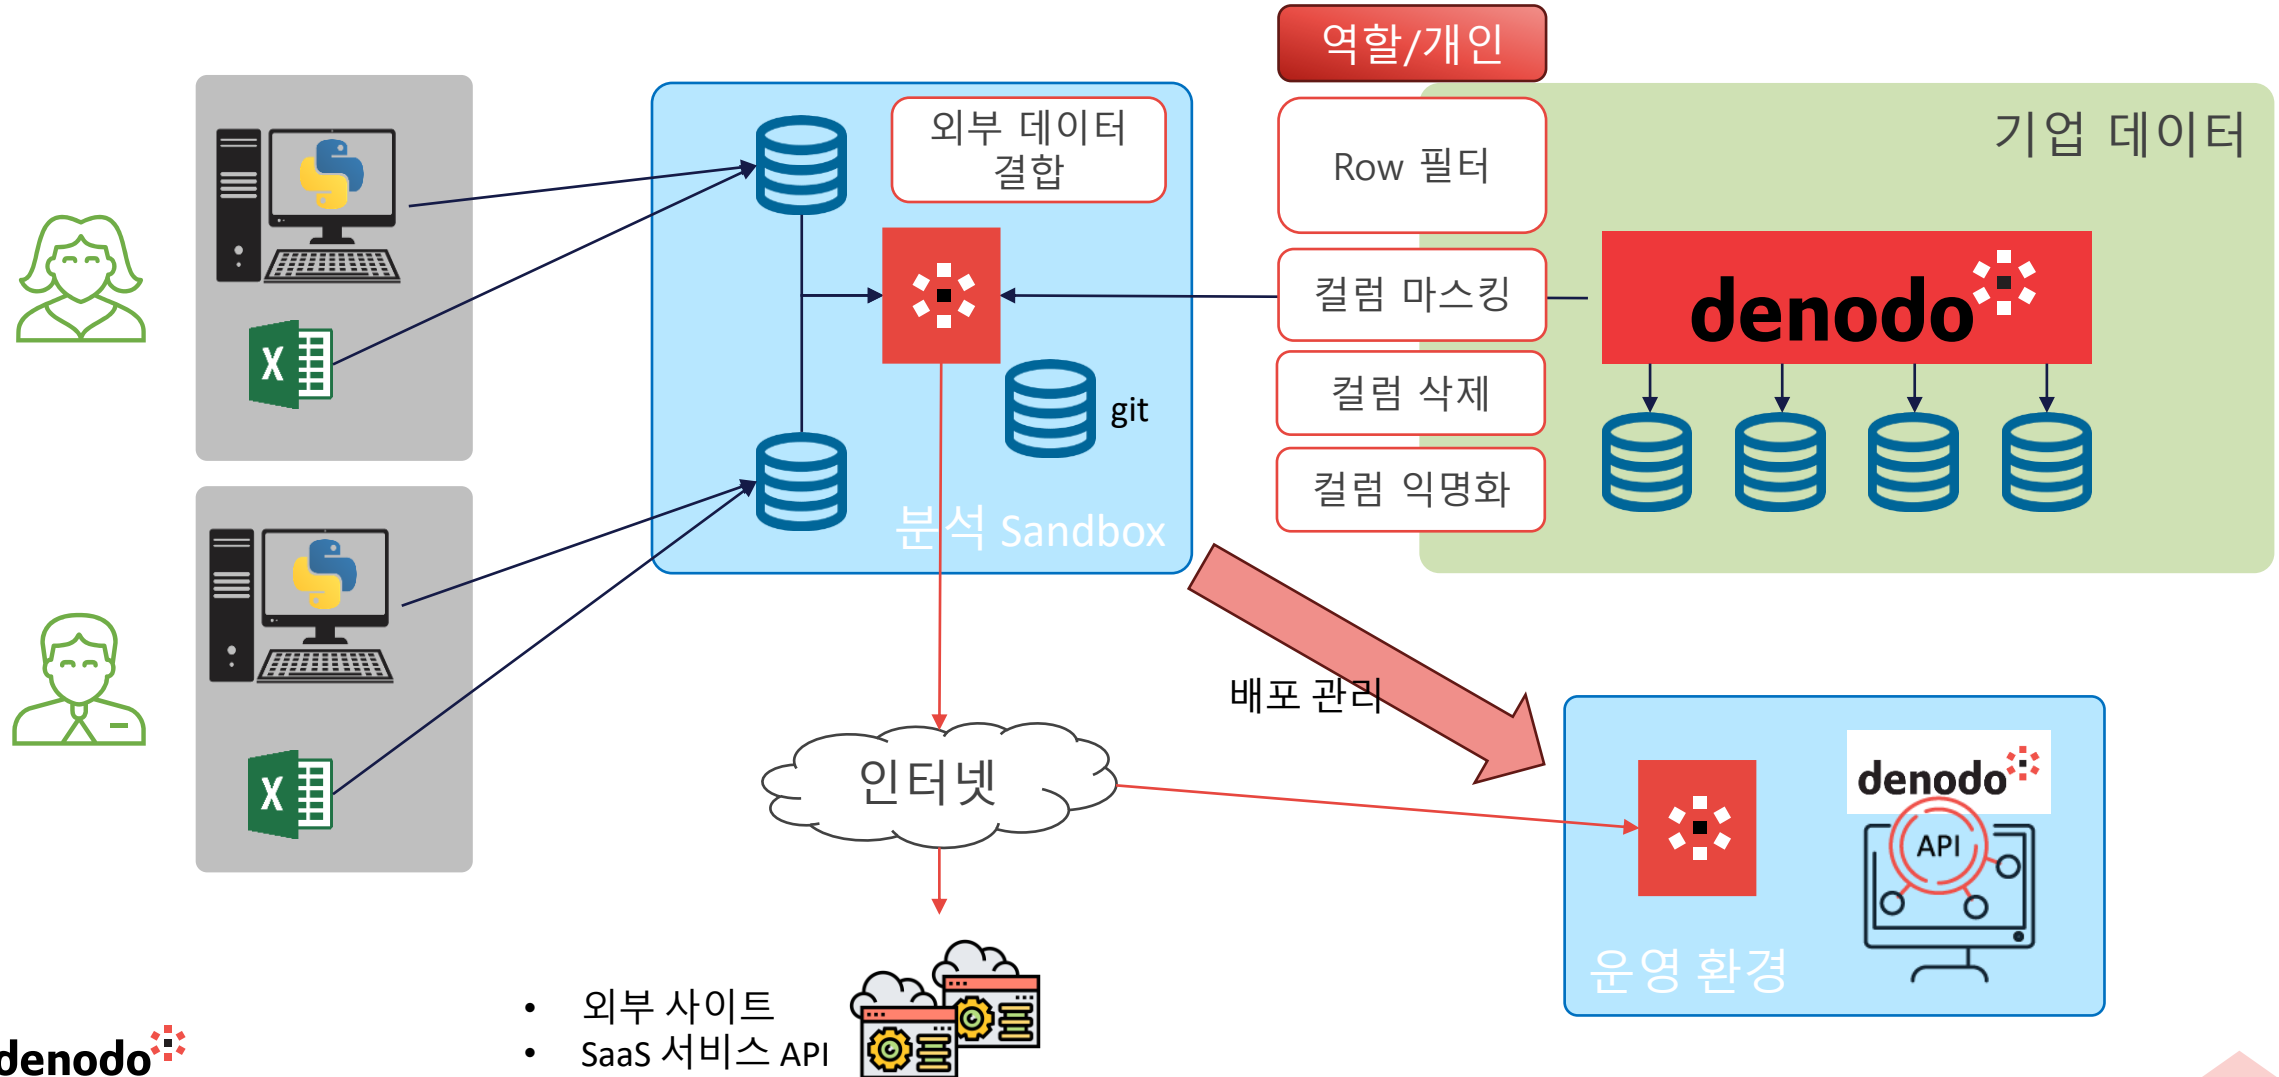 역할/개인
외부 데이터
결합
Row 필터
기업 데이터
컬럼 마스킹
denodo
컬럼 삭제
git
컬럼 익명화
분석 Sandbox
배포 관리
인터넷
denodo
API
운영 환경
• 외부 사이트
• SaaS 서비스 API
denodo